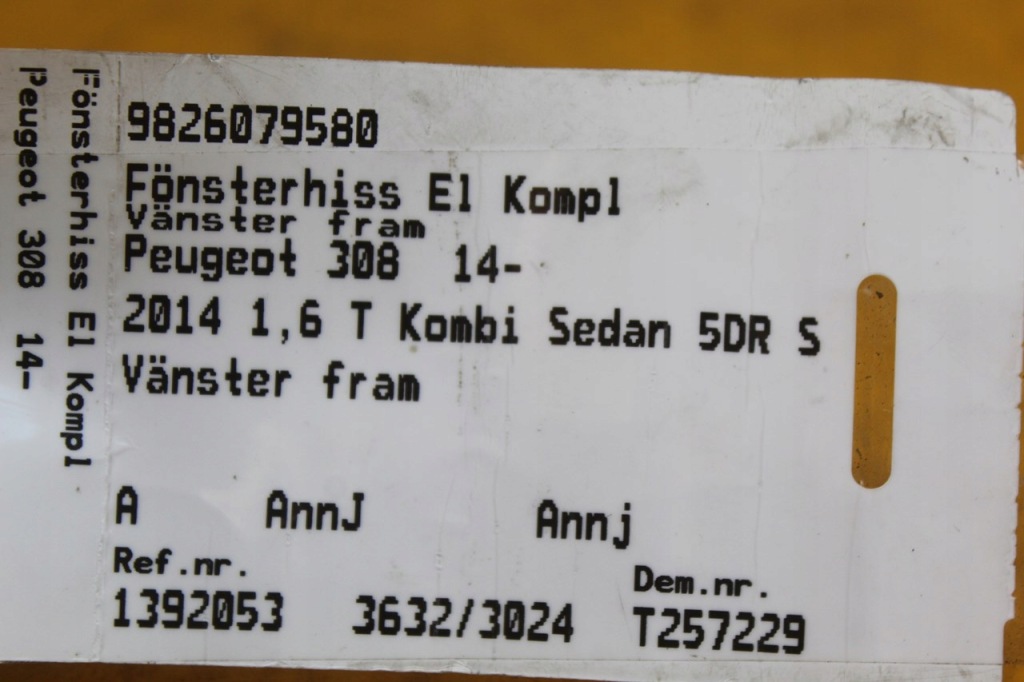 9826079580
Fönsterhiss El Kompl
Vänster fram
Peugeot 308 14-
2014 1,6 T Kombi Sedan 5DR S
Vänster fram
A AnnJ Annj
Ref.nr. Dem.nr.
1392053 3632/3024 T257229
Fönsterhiss El Kompl
Peugeot 308 14-